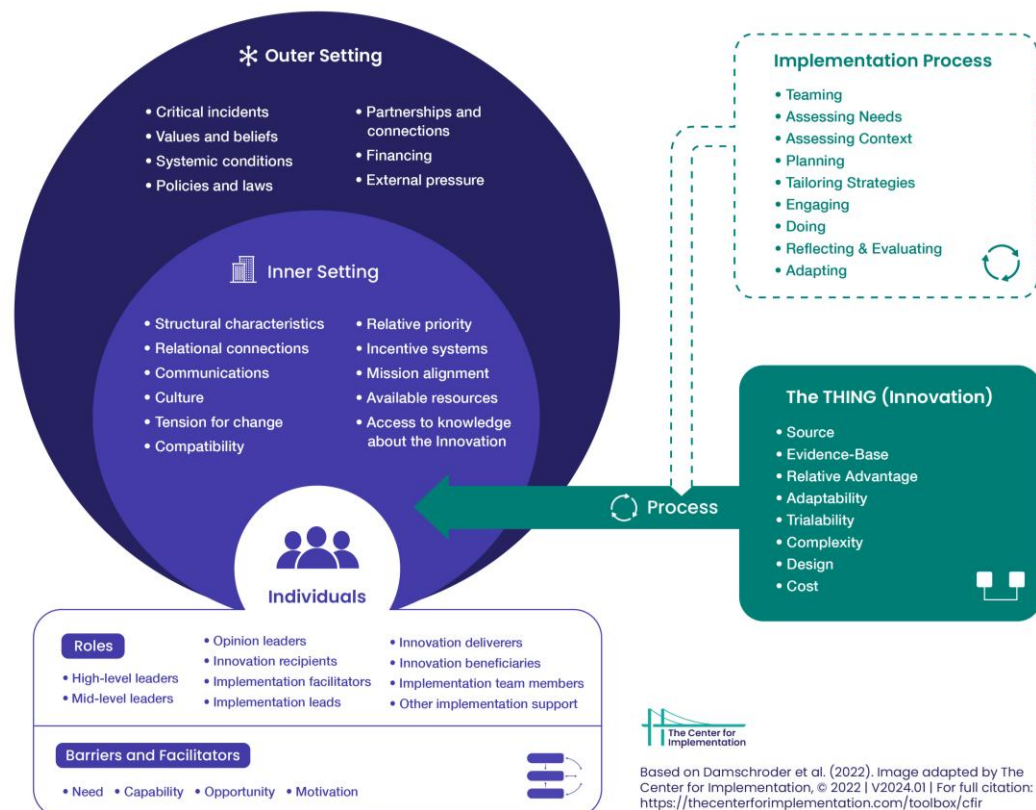 Outer Setting
• Critical incidents
• Values and beliefs
• Systemic conditions
• Policies and laws
• Partnerships and
connections
• Financing
• External pressure
Inner Setting
• Structural characteristics
• Relational connections
• Communications
• Culture
• Tension for change
• Compatibility
• Relative priority
• Incentive systems
• Mission alignment
• Available resources
• Access to knowledge
about the Innovation
Individuals
Roles
• High-level leaders
• Mid-level leaders
• Opinion leaders
• Innovation recipients
• Implementation facilitators
• Implementation leads
• Innovation deliverers
• Innovation beneficiaries
• Implementation team members
• Other implementation support
Barriers and Facilitators
• Need • Capability • Opportunity • Motivation
Implementation Process
• Teaming
• Assessing Needs
• Assessing Context
• Planning
• Tailoring Strategies
• Engaging
• Doing
• Reflecting & Evaluating
• Adapting
Process
The THING (Innovation)
• Source
• Evidence-Base
• Relative Advantage
• Adaptability
• Trialability
• Complexity
• Design
• Cost
The Center for
Implementation
Based on Damschroder et al. (2022). Image adapted by The
Center for Implementation, © 2022 | V2024.01 | For full citation:
https://thecenterforimplementation.com/toolbox/cfir